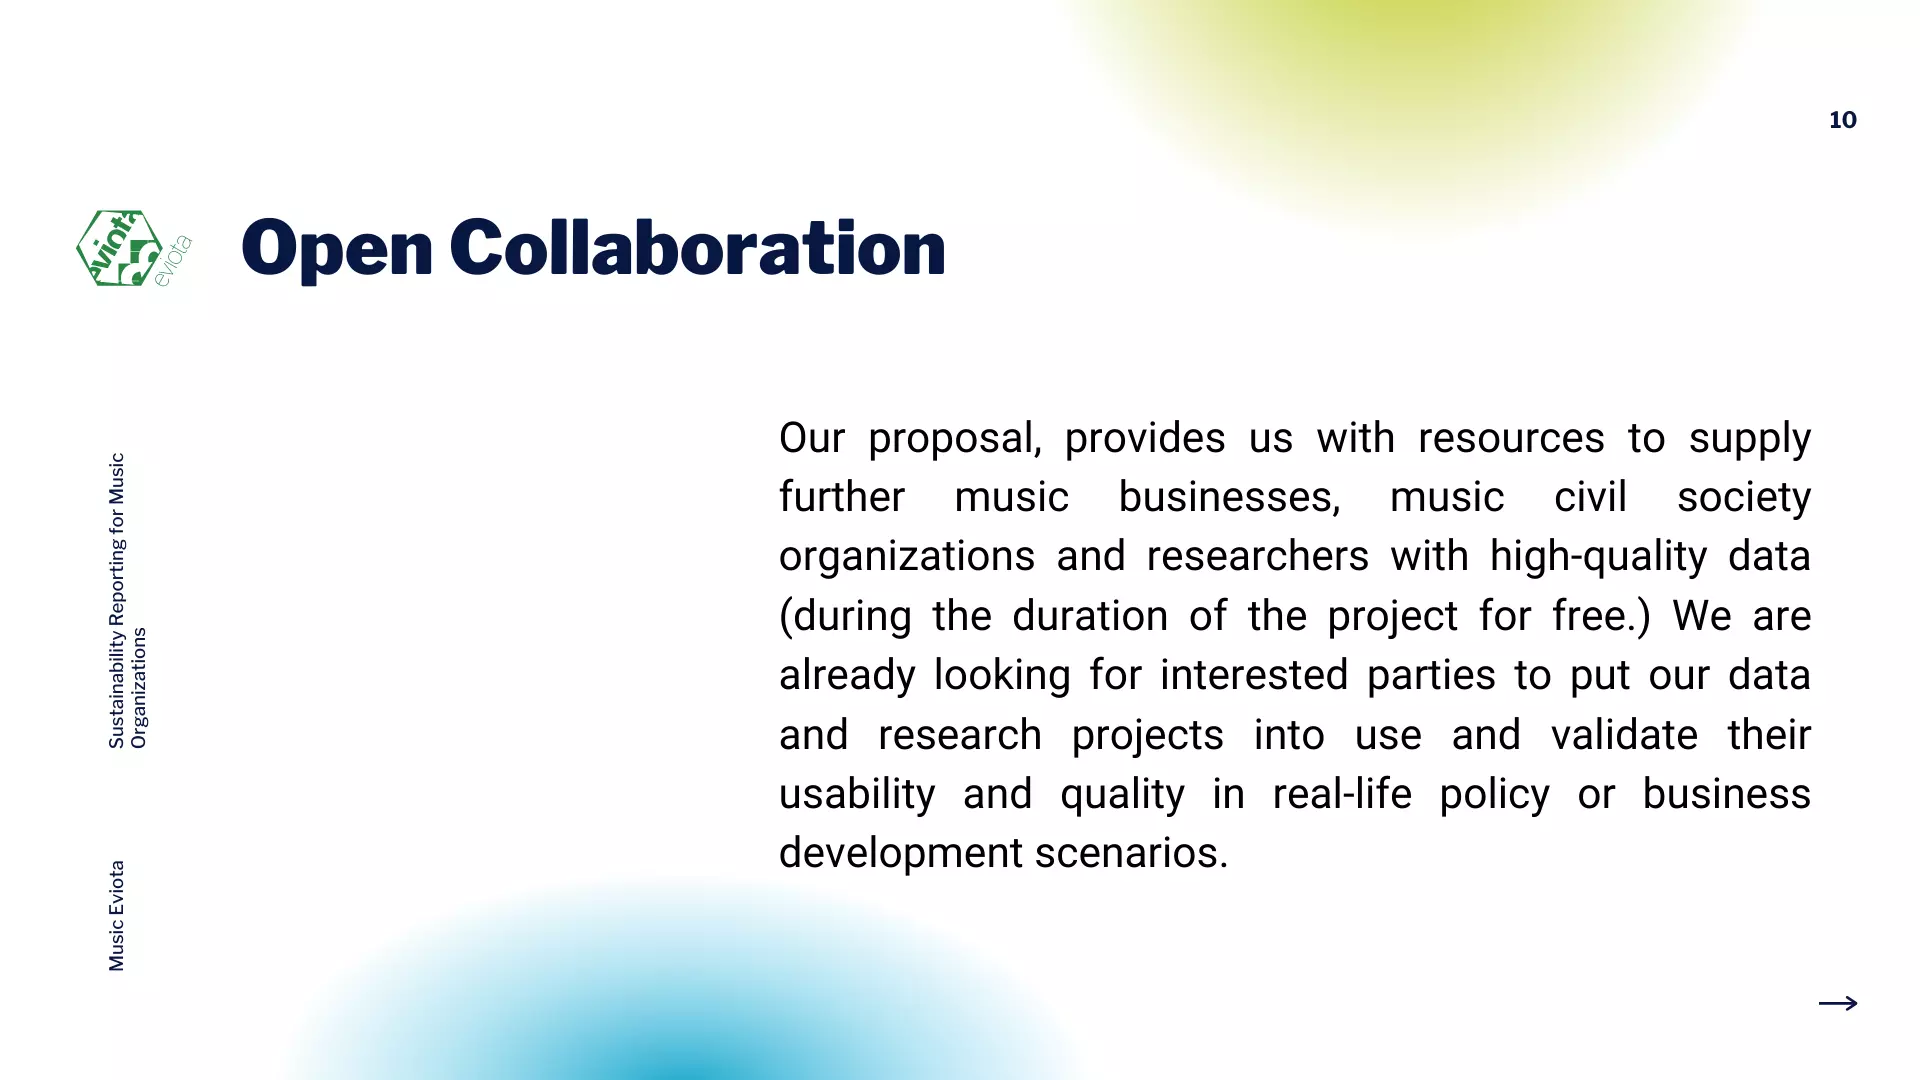 10
eviota
eviota
Open Collaboration
Our proposal, provides us with resources to supply
further music businesses, music civil society
organizations and researchers with high-quality data
(during the duration of the project for free.) We are
already looking for interested parties to put our data
and research projects into use and validate their
usability and quality in real-life policy or business
development scenarios.
Sustainability Reporting for Music
Organizations
Music Eviota